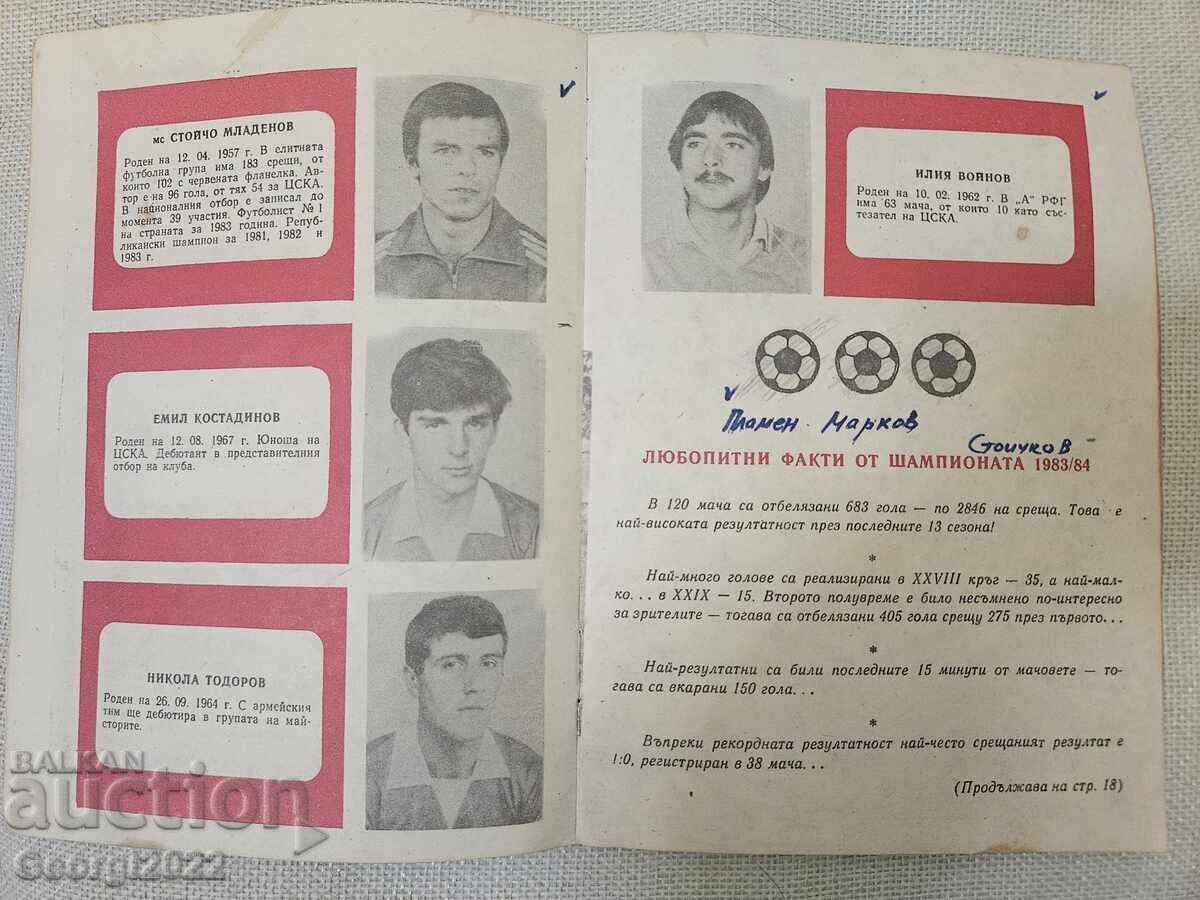 мс СТОЙЧО МЛАДЕНОВ
Роден на 12. 04. 1957 г. В елитната
футболна група има 183 срещи, от
които 102 с червената фланелка. Ав-
тор е на 96 гола, от тях 54 за ЦСКА.
В националния отбор е записал до
момента 39 участия. Футболист №1
на страната за 1983 година. Репуб-
ликански шампион за 1981, 1982 и
1983 г.
ЕМИЛ КОСТАДИНОВ
Роден на 12. 08. 1967 г. Юноша на
ЦСКА. Дебютант в представителния
отбор на клуба.
НИКОЛА ТОДОРОВ
Роден на 26. 09. 1964 г. С армейския
тим ще дебютира в групата на май-
сторите.
ИЛИЯ ВОЙНОВ
Роден на 10. 02. 1962 г. В „А“ РФГ
има 63 мача, от които 10 като със-
тезател на ЦСКА.
Пламен Марков
Стоичков
ЛЮБОПИТНИ ФАКТИ ОТ ШАМПИОНАТА 1983/84
В 120 мача са отбелязани 683 гола — по 2846 на среща. Това е
най-високата резултатност през последните 13 сезона!
*
Най-много голове са реализирани в XXVIII кръг — 35, а най-мал-
ко... в XXIX — 15. Второто полувреме е било несъмнено по-интересно
за зрителите — тогава са отбелязани 405 гола срещу 275 през първото...
*
Най-резултатни са били последните 15 минути от мачовете — то-
гава са вкарани 150 гола...
*
Въпреки рекордната резултатност най-често срещаният резултат е
1:0, регистриран в 38 мача...
(Продължава на стр. 18)
BALKAN
auction
Georgi2022